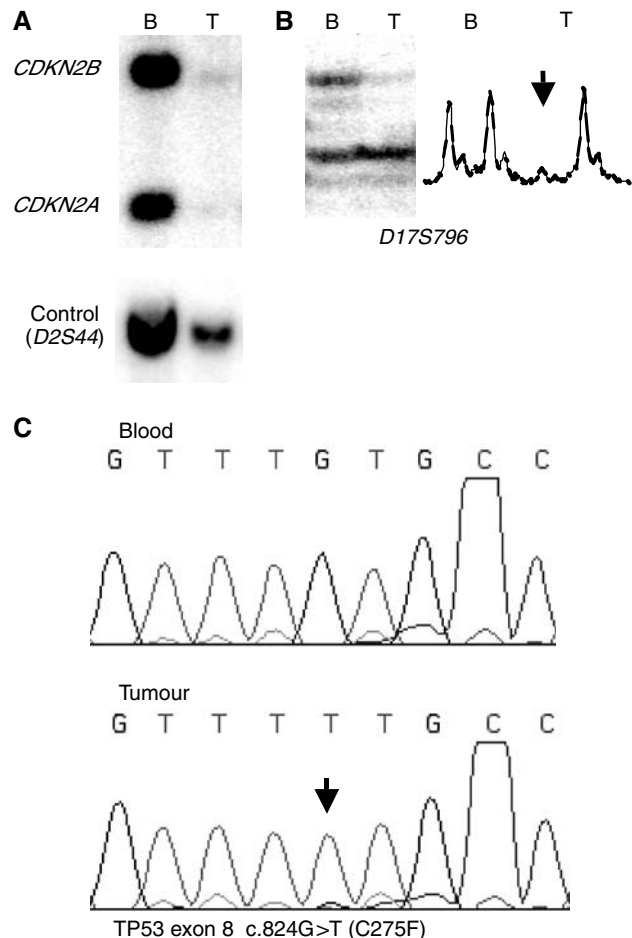 A B T B B T B T
CDKN2B
CDKN2A
D17S796
Control
(D2S44)
C
Blood
G T T T G T G C C
Tumour
G T T T T T G C C
TP53 exon 8 c.824G>T (C275F)